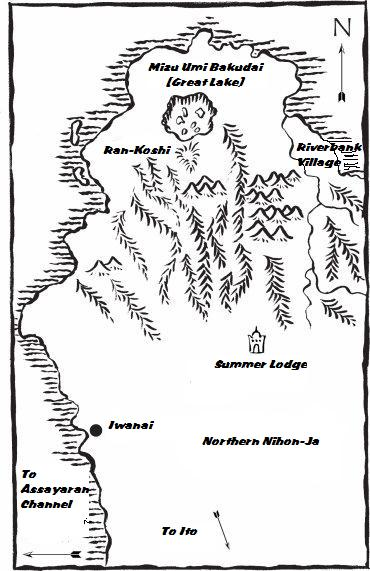 N
Mizu Umi Bakudai
[Great Lake]
Ran-Koshi
Riverbank
Village
Summer Lodge
Iwanai
Northern Nihon-Ja
To
Assayaran
Channel
To Ito